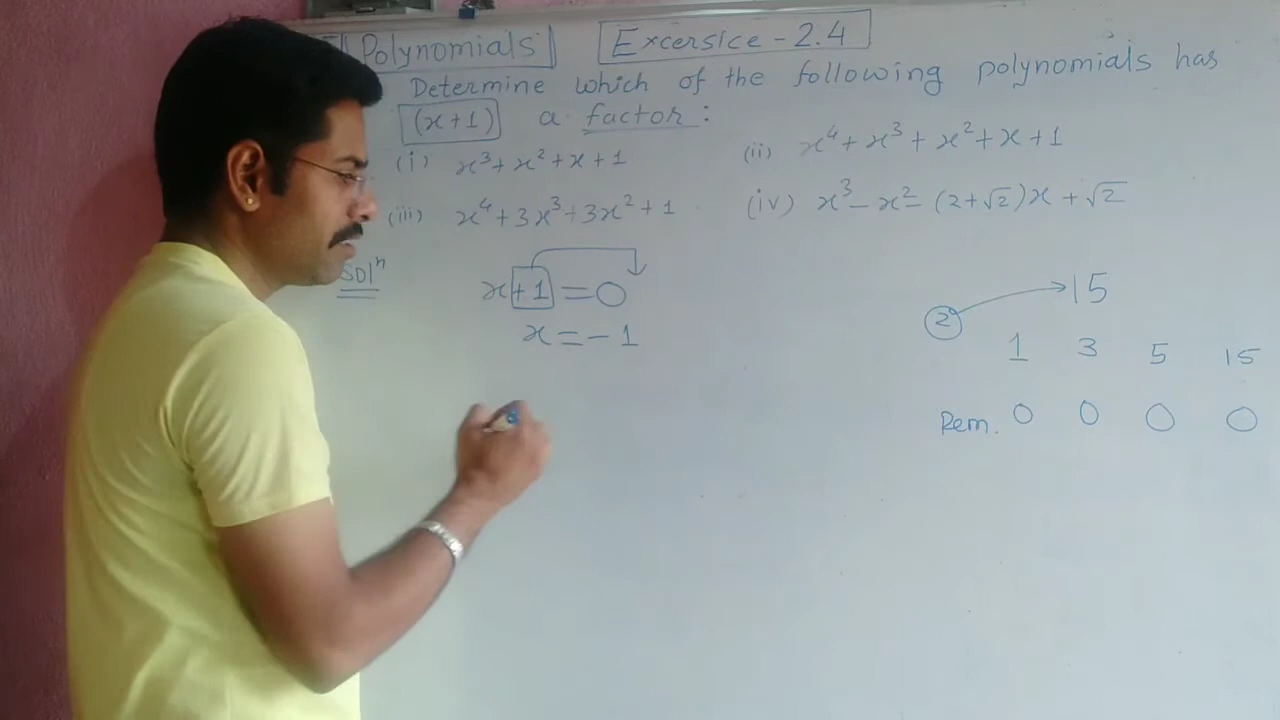 Polynomials Excersice - 2.4
Determine which of the following polynomials has
(x+1) a factor:
(i) x³ + x² + x + 1 (ii) x⁴ + x³ + x² + x + 1
(iii) x⁴ + 3x³ + 3x² + 1 (iv) x³ - x² - (2+√2)x + √2
Solⁿ
x + 1 = 0
x = -1
2 15
1 3 5 15
Rem. 0 0 0 0